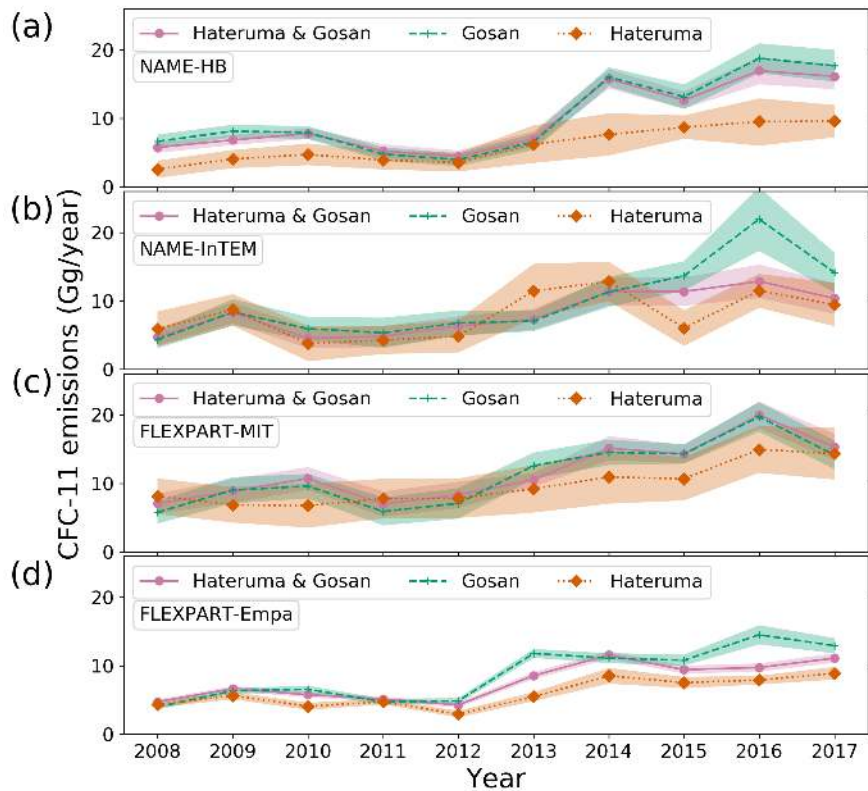 (a)
20
10
0
Hateruma & Gosan
Gosan
Hateruma
NAME-HB
(b)
20
10
0
Hateruma & Gosan
Gosan
Hateruma
NAME-InTEM
CFC-11 emissions (Gg/year)
(c)
20
10
0
Hateruma & Gosan
Gosan
Hateruma
FLEXPART-MIT
(d)
20
10
0
Hateruma & Gosan
Gosan
Hateruma
FLEXPART-Empa
2008 2009 2010 2011 2012 2013 2014 2015 2016 2017
Year